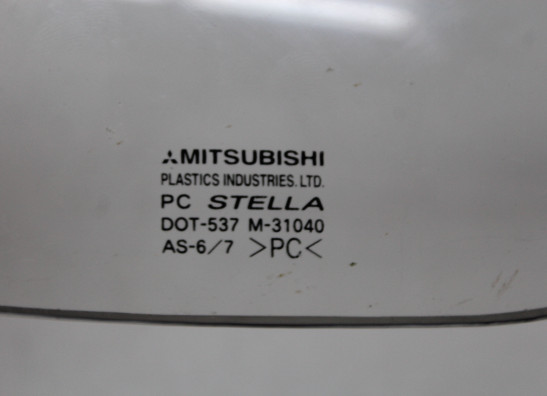 MITSUBISHI
PLASTICS INDUSTRIES. LTD.
PC STELLA
DOT-537 M-31040
AS-6/7 >PC<